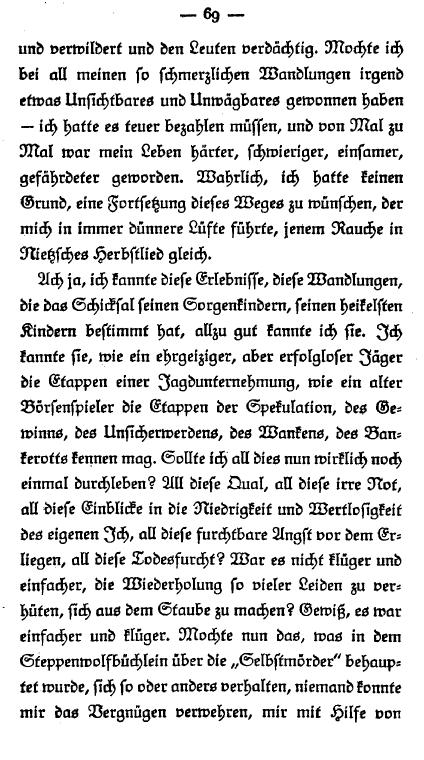 — 69 —
und verwildert und den Leuten verdächtig. Mochte ich
bei all meinen so schmerzlichen Wandlungen irgend
etwas Unsichtbares und Unwägbares gewonnen haben
— ich hatte es teuer bezahlen müssen, und von Mal zu
Mal war mein Leben härter, schwieriger, einsamer,
gefährdeter geworden. Wahrlich, ich hatte keinen
Grund, eine Fortsetzung dieses Weges zu wünschen, der
mich in immer dünnere Lüfte führte, jenem Rauche in
Nietzsches Herbstlied gleich.
Ach ja, ich kannte diese Erlebnisse, diese Wandlungen,
die das Schicksal seinen Sorgenkindern, seinen heikelsten
Kindern bestimmt hat, allzu gut kannte ich sie. Ich
kannte sie, wie ein ehrgeiziger, aber erfolgloser Jäger
die Etappen einer Jagdunternehmung, wie ein alter
Börsenspieler die Etappen der Spekulation, des Ge-
winns, des Unsicherwerdens, des Wankens, des Ban-
kerotts kennen mag. Sollte ich all dies nun wirklich noch
einmal durchleben? All diese Qual, all diese irre Not,
all diese Einblicke in die Niedrigkeit und Wertlosigkeit
des eigenen Ich, all diese furchtbare Angst vor dem Er-
liegen, all diese Todesfurcht? War es nicht klüger und
einfacher, die Wiederholung so vieler Leiden zu ver-
hüten, sich aus dem Staube zu machen? Gewiß, es war
einfacher und klüger. Mochte nun das, was in dem
Steppenwolfbüchlein über die „Selbstmörder“ behaup-
tet wurde, sich so oder anders verhalten, niemand konnte
mir das Vergnügen verwehren, mir mit Hilfe von